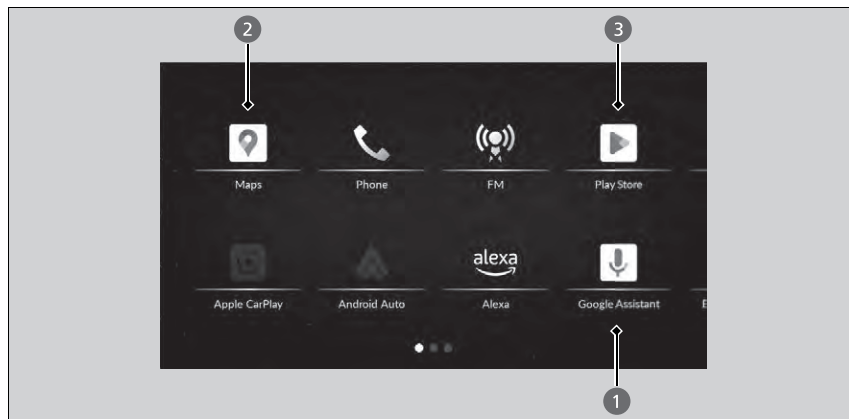 2 3
Maps Phone FM Play Store
alexa
Apple CarPlay Android Auto Alexa Google Assistant E
1